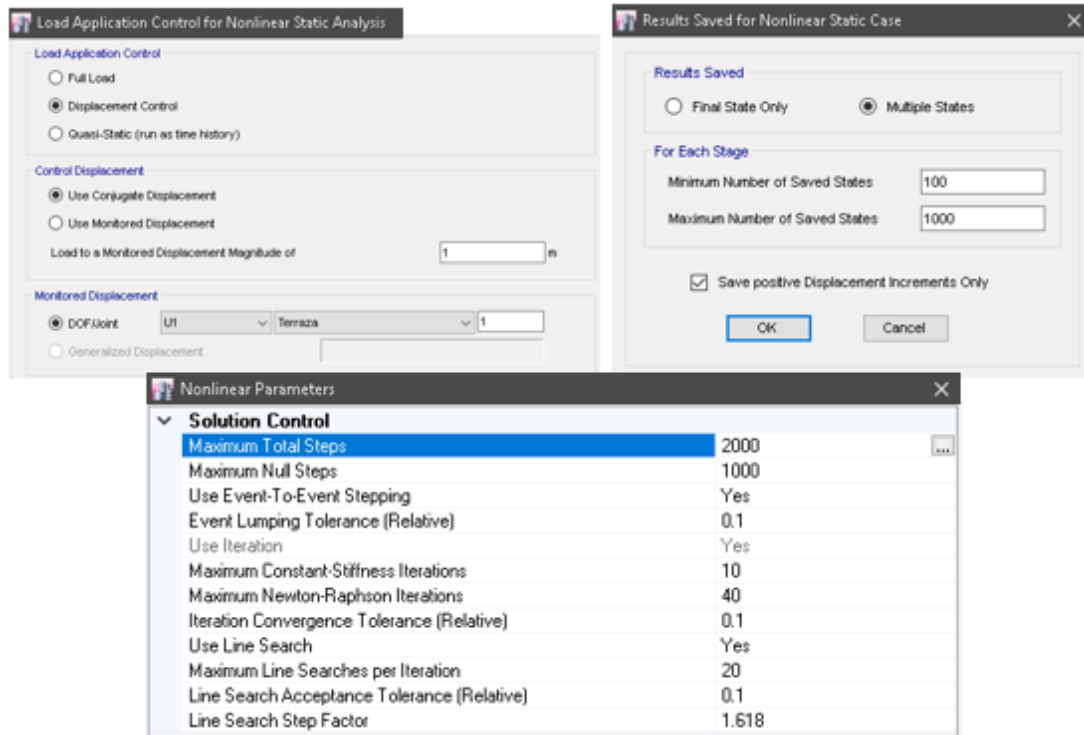 Load Application Control for Nonlinear Static Analysis
Load Application Control
Full Load
Displacement Control
Quasi-Static (run as time history)
Control Displacement
Use Conjugate Displacement
Use Monitored Displacement
Load to a Monitored Displacement Magnitude of 1 m
Monitored Displacement
DOF/Joint U1 Terraza 1
Generalized Displacement
Results Saved for Nonlinear Static Case
Results Saved
Final State Only Multiple States
For Each Stage
Minimum Number of Saved States 100
Maximum Number of Saved States 1000
Save positive Displacement Increments Only
OK Cancel
Nonlinear Parameters
Solution Control
Maximum Total Steps 2000 ...
Maximum Null Steps 1000
Use Event-To-Event Stepping Yes
Event Lumping Tolerance (Relative) 0.1
Use Iteration Yes
Maximum Constant-Stiffness Iterations 10
Maximum Newton-Raphson Iterations 40
Iteration Convergence Tolerance (Relative) 0.1
Use Line Search Yes
Maximum Line Searches per Iteration 20
Line Search Acceptance Tolerance (Relative) 0.1
Line Search Step Factor 1.618